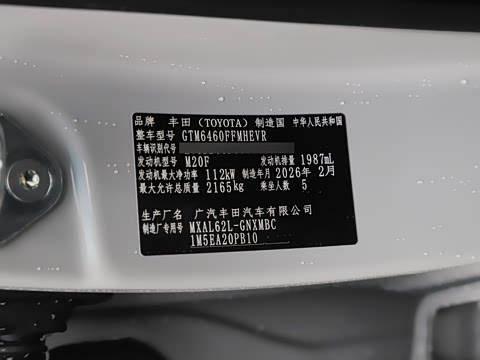 品牌 丰田（TOYOTA） 制造国 中华人民共和国
整车型号 GTM6460FFMHEVR
车辆识别代号
发动机型号 M20F 发动机排量 1987mL
发动机最大净功率 112kW 制造年月 2026年 2月
最大允许总质量 2165kg 乘坐人数 5
生产厂名 广汽丰田汽车有限公司
制造厂专用号 MXAL62L-GNXMBC
1M5EA20PB10